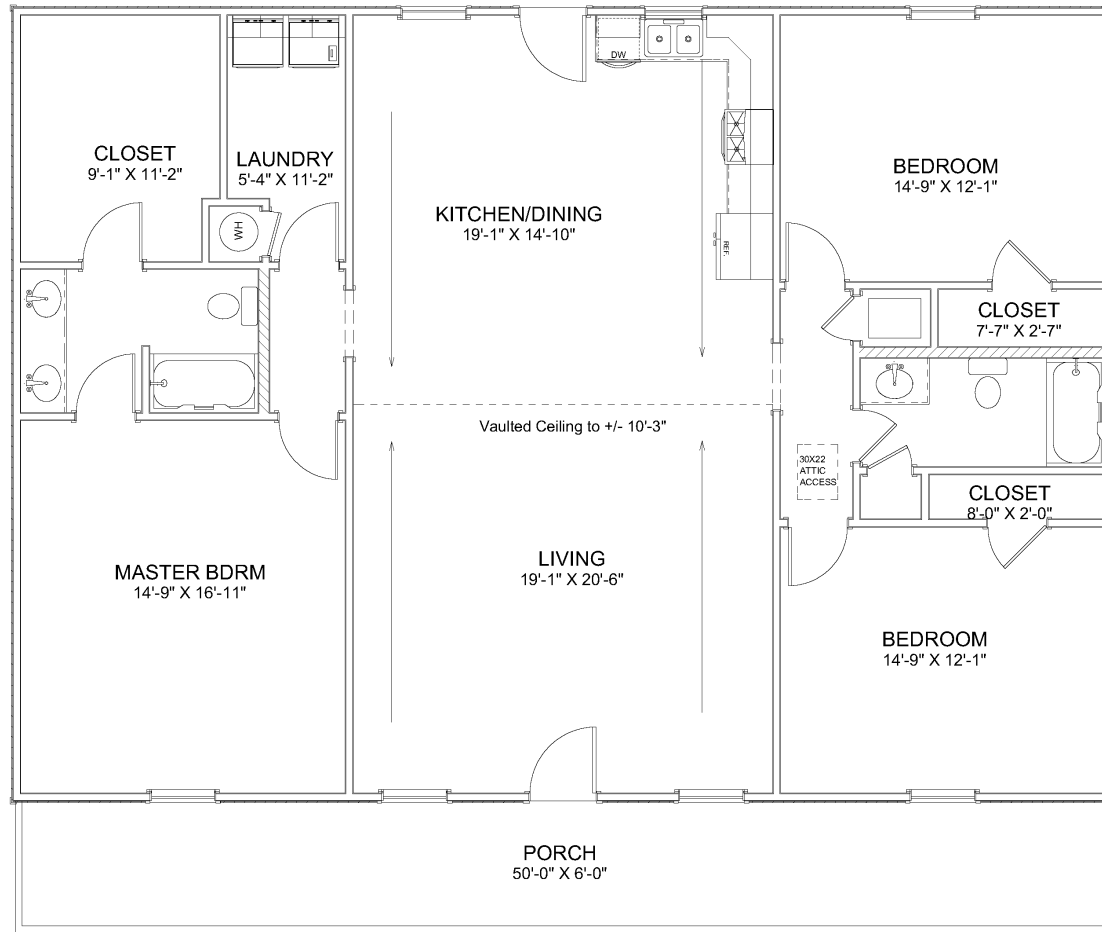 DW
CLOSET
9'-1" X 11'-2"
LAUNDRY
5'-4" X 11'-2"
BEDROOM
14'-9" X 12'-1"
KITCHEN/DINING
19'-1" X 14'-10"
WH
REF.
CLOSET
7'-7" X 2'-7"
Vaulted Ceiling to +/- 10'-3"
30X22
ATTIC
ACCESS
CLOSET
8'-0" X 2'-0"
MASTER BDRM
14'-9" X 16'-11"
LIVING
19'-1" X 20'-6"
BEDROOM
14'-9" X 12'-1"
PORCH
50'-0" X 6'-0"